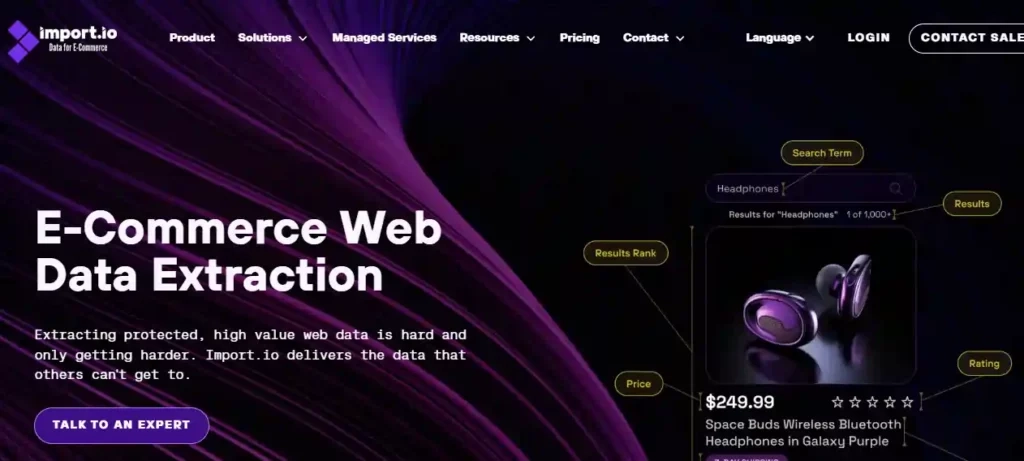 import.io
Data for E-Commerce
Product
Solutions
Managed Services
Resources
Pricing
Contact
Language
LOGIN
CONTACT SALE
E-Commerce Web
Data Extraction
Extracting protected, high value web data is hard and
only getting harder. Import.io delivers the data that
others can't get to.
TALK TO AN EXPERT
Search Term
Headphones
Results for "Headphones" 1 of 1,000+
Results
Results Rank
Rating
Price
$249.99
Space Buds Wireless Bluetooth
Headphones in Galaxy Purple